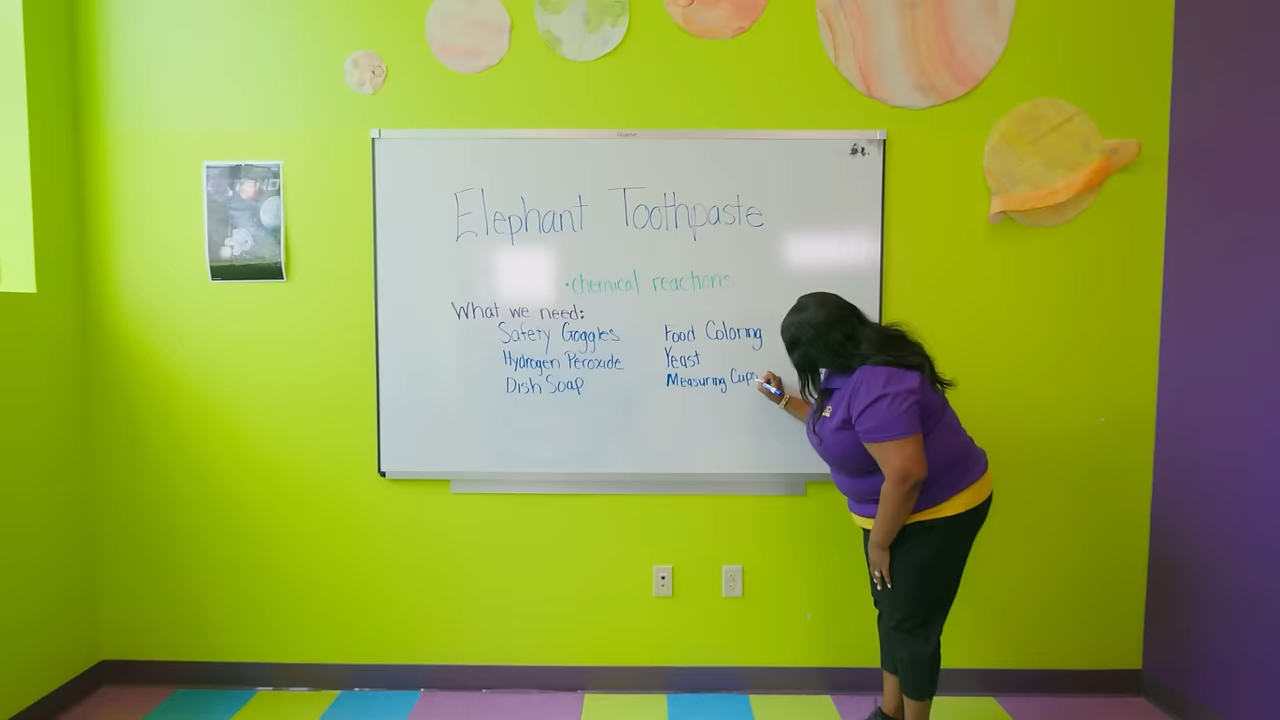 Elephant Toothpaste
•chemical reactions
What we need:
Safety Goggles
Hydrogen Peroxide
Dish Soap
Food Coloring
Yeast
Measuring Cups